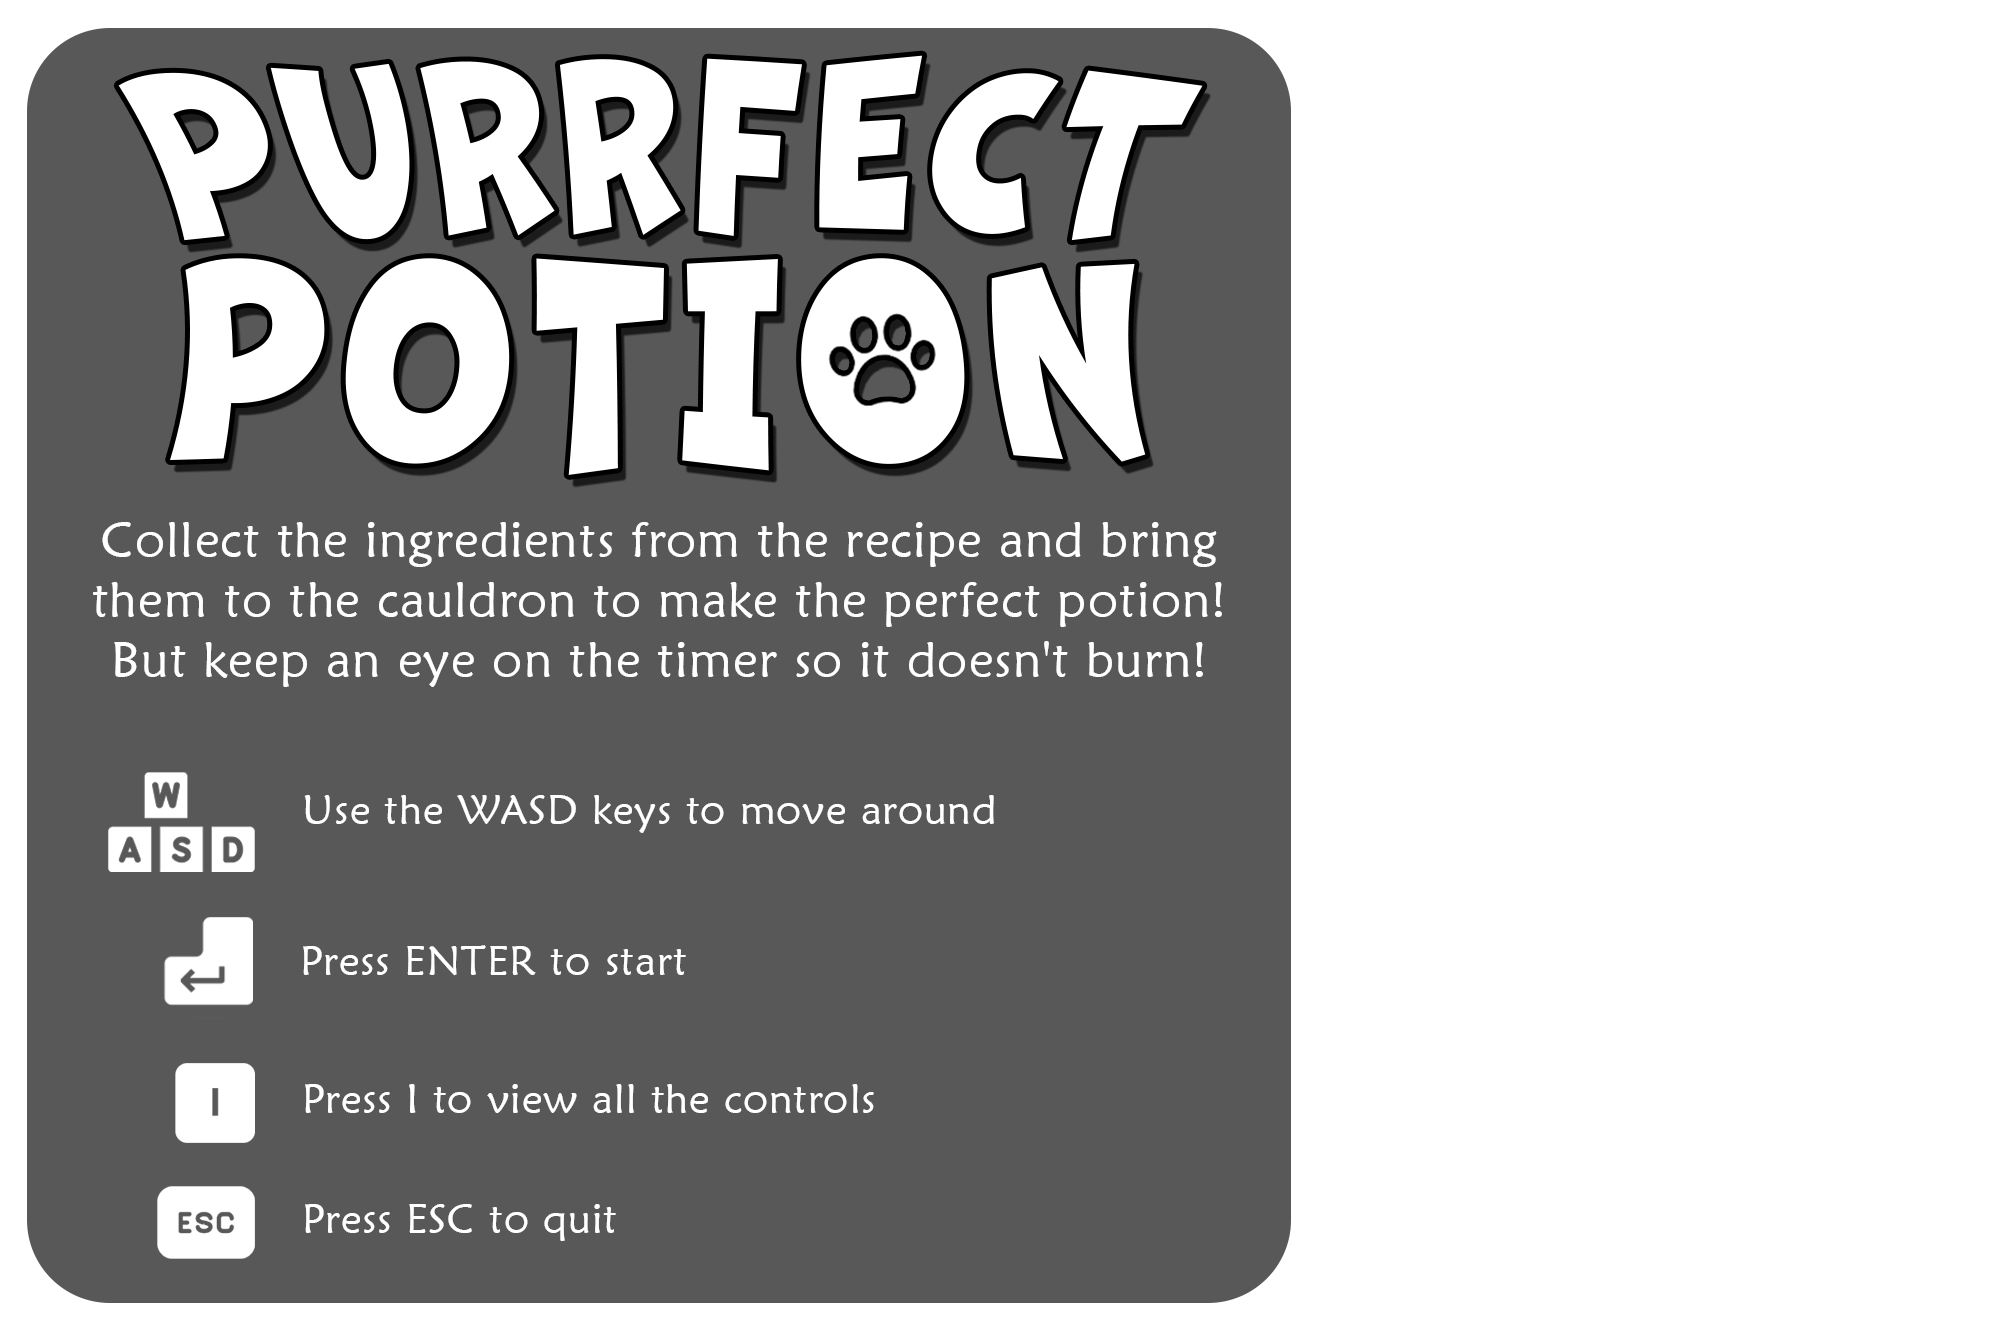 PURRFECT
POTION
Collect the ingredients from the recipe and bring
them to the cauldron to make the perfect potion!
But keep an eye on the timer so it doesn't burn!
W
A S D
Use the WASD keys to move around
Press ENTER to start
I
Press I to view all the controls
ESC
Press ESC to quit